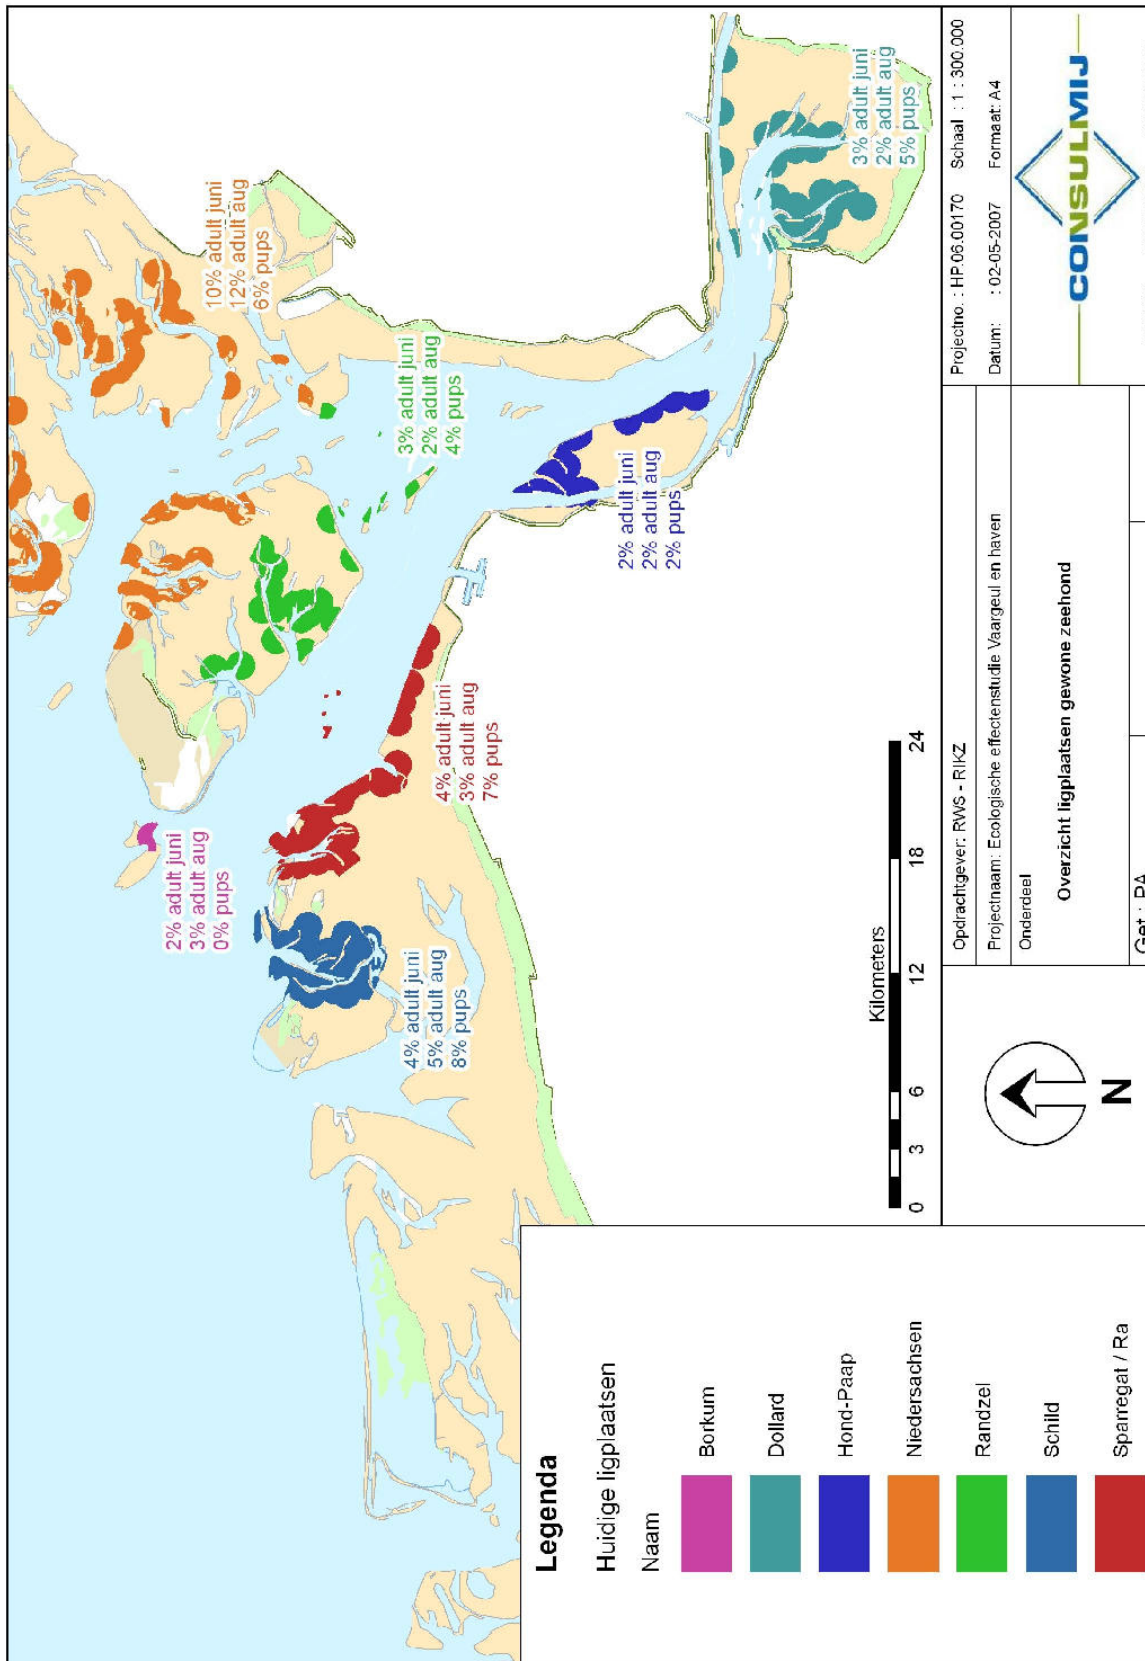 2% adult juni
3% adult aug
0% pups
10% adult juni
12% adult aug
6% pups
4% adult juni
5% adult aug
8% pups
4% adult juni
3% adult aug
7% pups
3% adult juni
2% adult aug
4% pups
2% adult juni
2% adult aug
2% pups
3% adult juni
2% adult aug
5% pups
Kilometers
0 3 6 12 18 24
Legenda
Huidige ligplaatsen
Naam
Borkum
Dollard
Hond-Paap
Niedersachsen
Randzel
Schild
Sparregat / Ra
N
Opdrachtgever: RWS - RIKZ
Projectnaam: Ecologische effectenstudie Vaargeul en haven
Onderdeel
Overzicht ligplaatsen gewone zeehond
Get.: PA
Projectno. : HP.06.00170 Schaal : 1 : 300.000
Datum: : 02-05-2007 Formaat: A4
CONSULMIJ